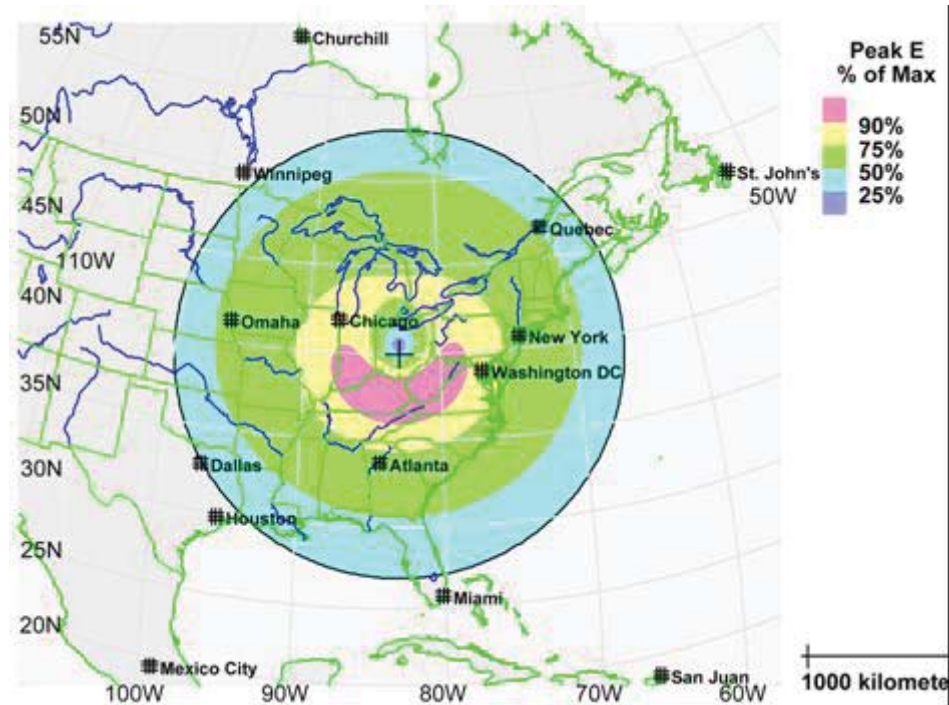 55N
Churchill
Peak E
% of Max
50N
90%
75%
50%
25%
Winnipeg
St. John's
50W
45N
Quebec
110W
40N
Omaha
Chicago
New York
35N
Washington DC
30N
Dallas
Atlanta
Houston
25N
Miami
20N
Mexico City
San Juan
100W
90W
80W
70W
60W
1000 kilomete